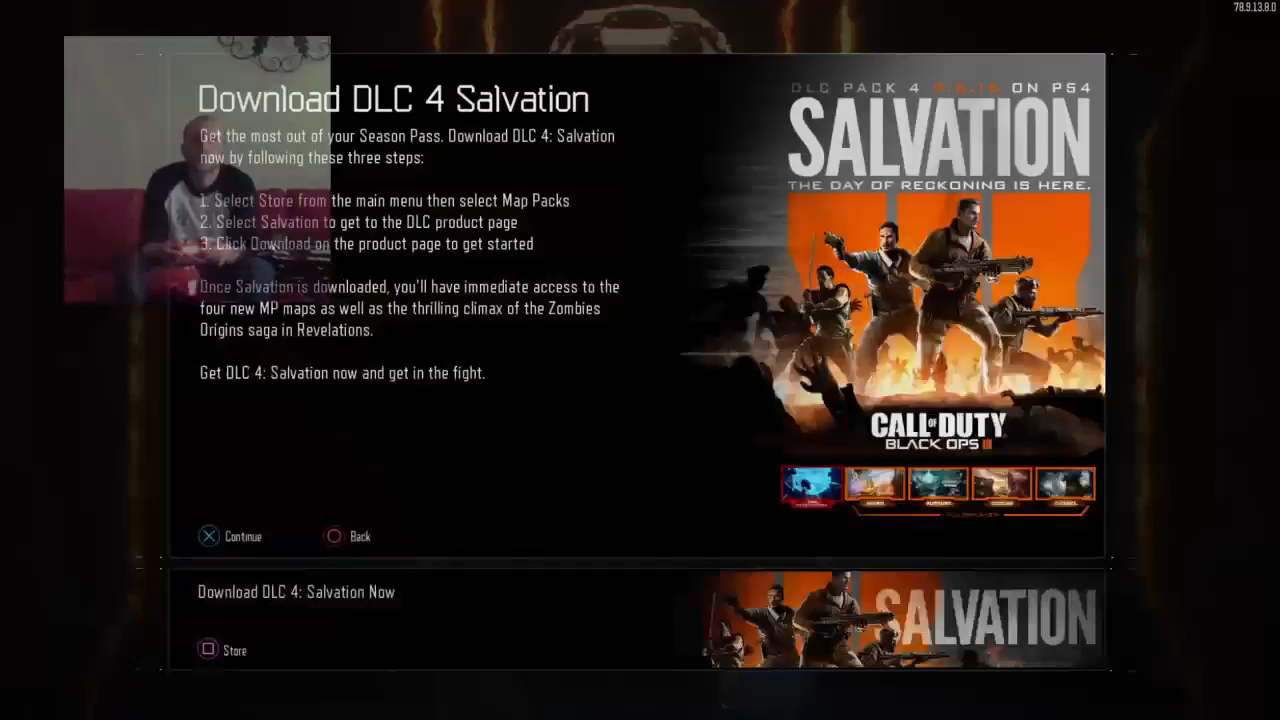 78.9.13.8.0
Download DLC 4 Salvation
Get the most out of your Season Pass. Download DLC 4: Salvation
now by following these three steps:
1. Select Store from the main menu then select Map Packs
2. Select Salvation to get to the DLC product page
3. Click Download on the product page to get started
Once Salvation is downloaded, you'll have immediate access to the
four new MP maps as well as the thrilling climax of the Zombies
Origins saga in Revelations.
Get DLC 4: Salvation now and get in the fight.
Continue
Back
DLC PACK 4 9.6.16 ON PS4
SALVATION
THE DAY OF RECKONING IS HERE.
CALL OF DUTY
BLACK OPS III
Download DLC 4: Salvation Now
Store
SALVATION